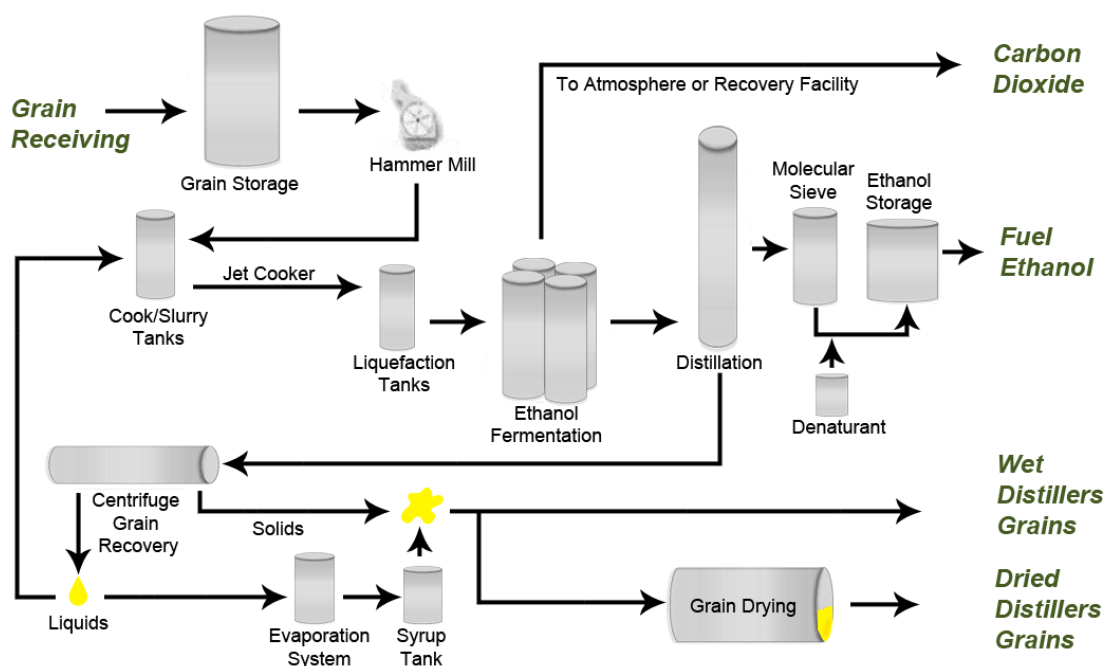 Carbon
Dioxide
To Atmosphere or Recovery Facility
Grain
Receiving
Grain Storage
Hammer Mill
Molecular
Sieve
Ethanol
Storage
Fuel
Ethanol
Jet Cooker
Cook/Slurry
Tanks
Liquefaction
Tanks
Ethanol
Fermentation
Distillation
Denaturant
Centrifuge
Grain
Recovery
Solids
Wet
Distillers
Grains
Liquids
Evaporation
System
Syrup
Tank
Grain Drying
Dried
Distillers
Grains